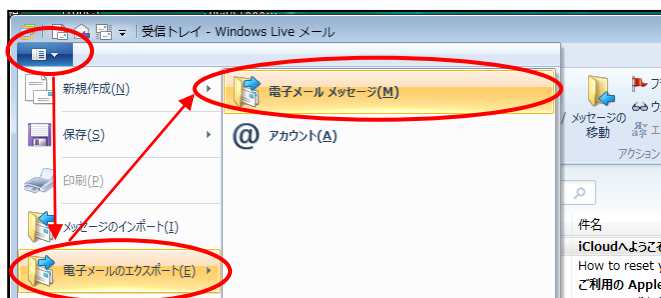 受信トレイ - Windows Live メール
新規作成(N)
保存(S)
印刷(P)
メッセージのインポート(I)
電子メールのエクスポート(E)
電子メール メッセージ(M)
アカウント(A)
メッセージの
移動
アクション
件名
iCloudへようこそ
How to reset y
ご利用の Apple